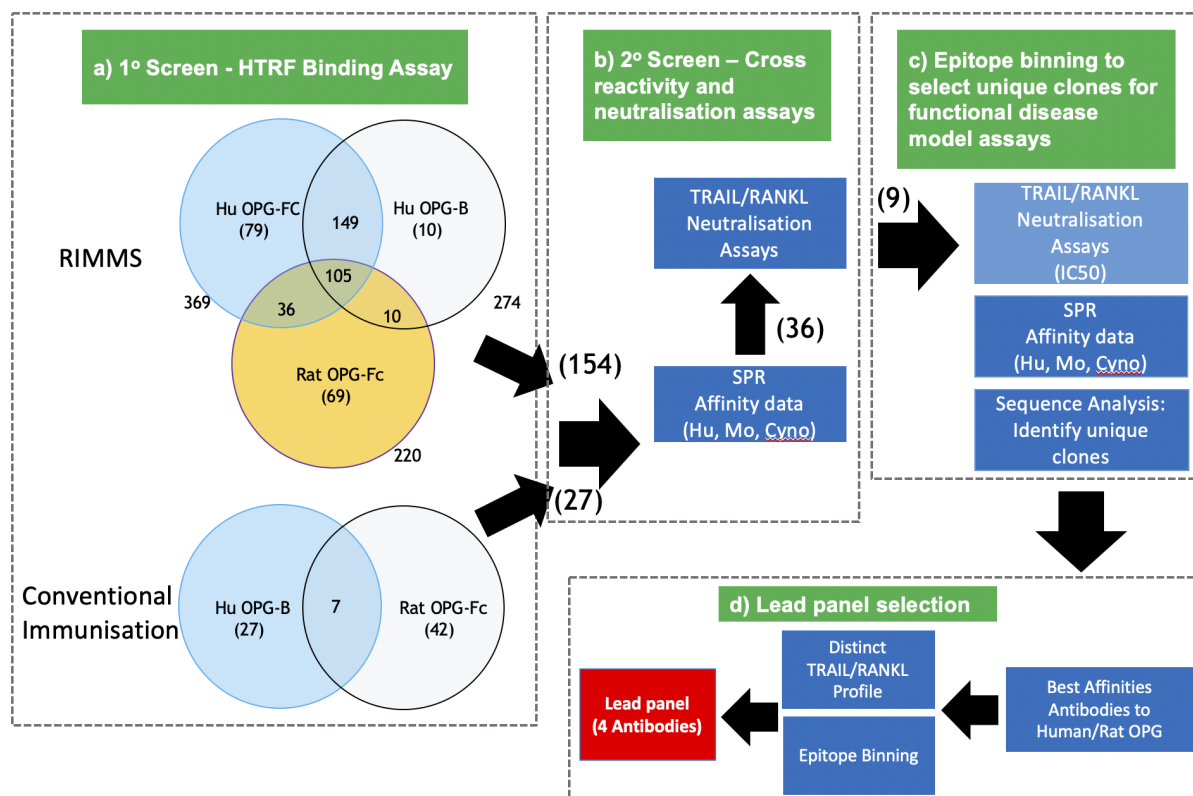 a) 1º Screen - HTRF Binding Assay
RIMMS
Hu OPG-FC
(79)
149
Hu OPG-B
(10)
105
369
36
10
274
Rat OPG-Fc
(69)
220
Conventional
Immunisation
Hu OPG-B
(27)
7
Rat OPG-Fc
(42)
(154)
(27)
b) 2º Screen – Cross
reactivity and
neutralisation assays
TRAIL/RANKL
Neutralisation
Assays
(36)
SPR
Affinity data
(Hu, Mo, Cyno)
(9)
c) Epitope binning to
select unique clones for
functional disease
model assays
TRAIL/RANKL
Neutralisation
Assays
(IC50)
SPR
Affinity data
(Hu, Mo, Cyno)
Sequence Analysis:
Identify unique
clones
d) Lead panel selection
Lead panel
(4 Antibodies)
Distinct
TRAIL/RANKL
Profile
Epitope Binning
Best Affinities
Antibodies to
Human/Rat OPG